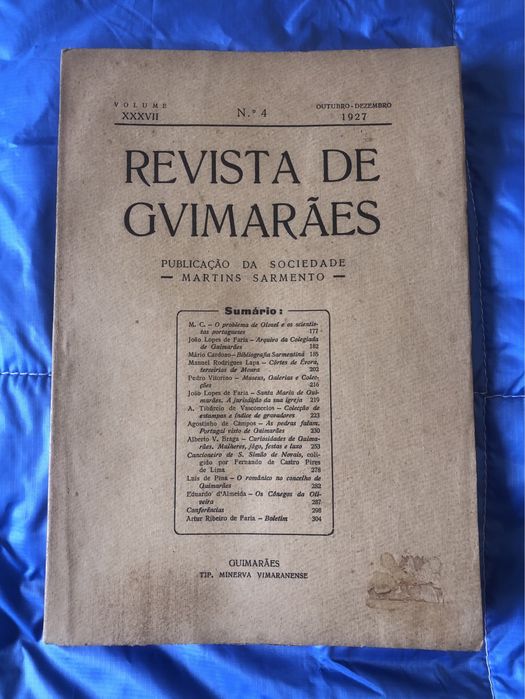 VOLUME
XXXVII
N.º 4
OUTUBRO-DEZEMBRO
1927
REVISTA DE
GVIMARÃES
PUBLICAÇÃO DA SOCIEDADE
— MARTINS SARMENTO —
Sumário:
M. C. — O problema de Glozel e os scientis-
tas portugueses 177
João Lopes de Faria — Arquivo da Colegiada
de Guimarães 182
Mário Cardozo — Bibliografia Sarmentina 185
Manuel Rodrigues Lapa — Côrtes de Évora,
terceiras de Moura 202
Pedro Vitorino — Museus, Galerias e Colec-
ções 216
João Lopes de Faria — Santa Maria de Gui-
marães. A jurisdição da sua igreja 219
A. Tibúrcio de Vasconcelos — Colecção de
estampas e índice de gravadores 223
Agostinho de Campos — As pedras falam.
Portugal visto de Guimarães 230
Alberto V. Braga — Curiosidades de Guima-
rães. Mulheres, jôgo, festas e luxo 253
Cancioneiro de S. Simão de Novais, coli-
gido por Fernando de Castro Pires
de Lima 278
Luís de Pina — O românico no concelho de
Guimarães 282
Eduardo d'Almeida — Os Cónegos da Oli-
veira 287
Conferências 298
Artur Ribeiro de Faria — Boletim 304
GUIMARÃES
TIP. MINERVA VIMARANENSE